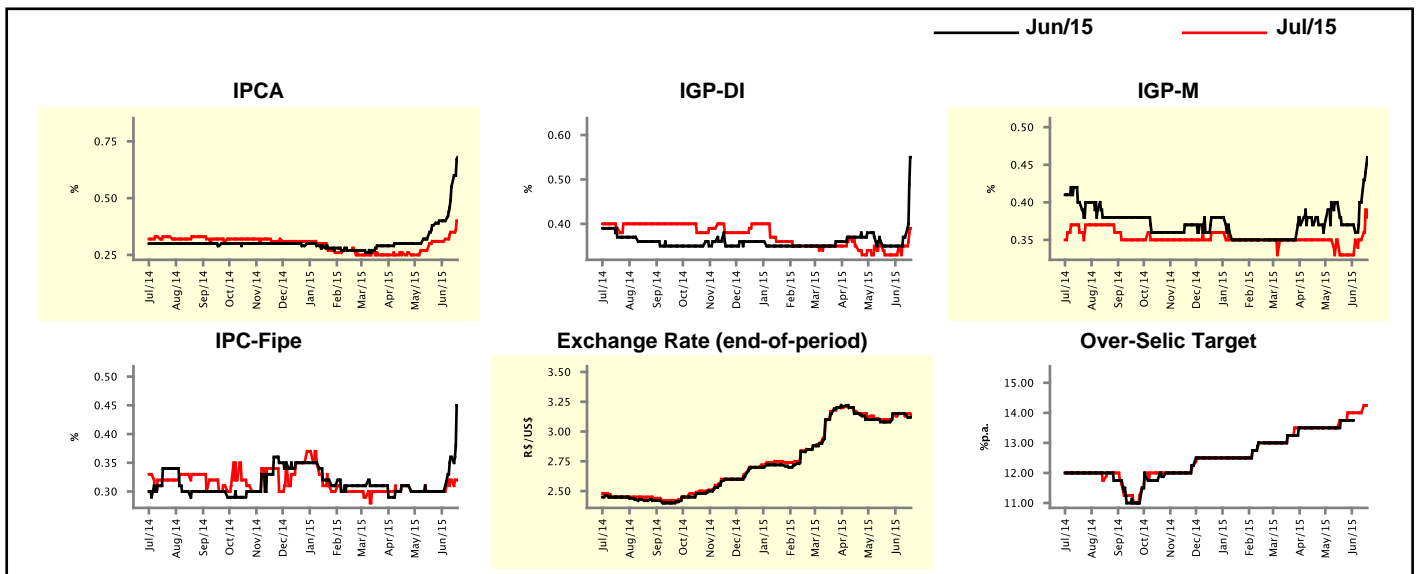 Jun/15 Jul/15
IPCA
0.75
0.50
0.25
%
Jul/14 Aug/14 Sep/14 Oct/14 Nov/14 Dec/14 Jan/15 Feb/15 Mar/15 Apr/15 May/15 Jun/15
IGP-DI
0.60
0.50
0.40
%
Jul/14 Aug/14 Sep/14 Oct/14 Nov/14 Dec/14 Jan/15 Feb/15 Mar/15 Apr/15 May/15 Jun/15
IGP-M
0.50
0.45
0.40
0.35
%
Jul/14 Aug/14 Sep/14 Oct/14 Nov/14 Dec/14 Jan/15 Feb/15 Mar/15 Apr/15 May/15 Jun/15
IPC-Fipe
0.50
0.45
0.40
0.35
0.30
%
Jul/14 Aug/14 Sep/14 Oct/14 Nov/14 Dec/14 Jan/15 Feb/15 Mar/15 Apr/15 May/15 Jun/15
Exchange Rate (end-of-period)
3.50
3.25
3.00
2.75
2.50
R$/US$
Jul/14 Aug/14 Sep/14 Oct/14 Nov/14 Dec/14 Jan/15 Feb/15 Mar/15 Apr/15 May/15 Jun/15
Over-Selic Target
15.00
14.00
13.00
12.00
11.00
%p.a.
Jul/14 Aug/14 Sep/14 Oct/14 Nov/14 Dec/14 Jan/15 Feb/15 Mar/15 Apr/15 May/15 Jun/15